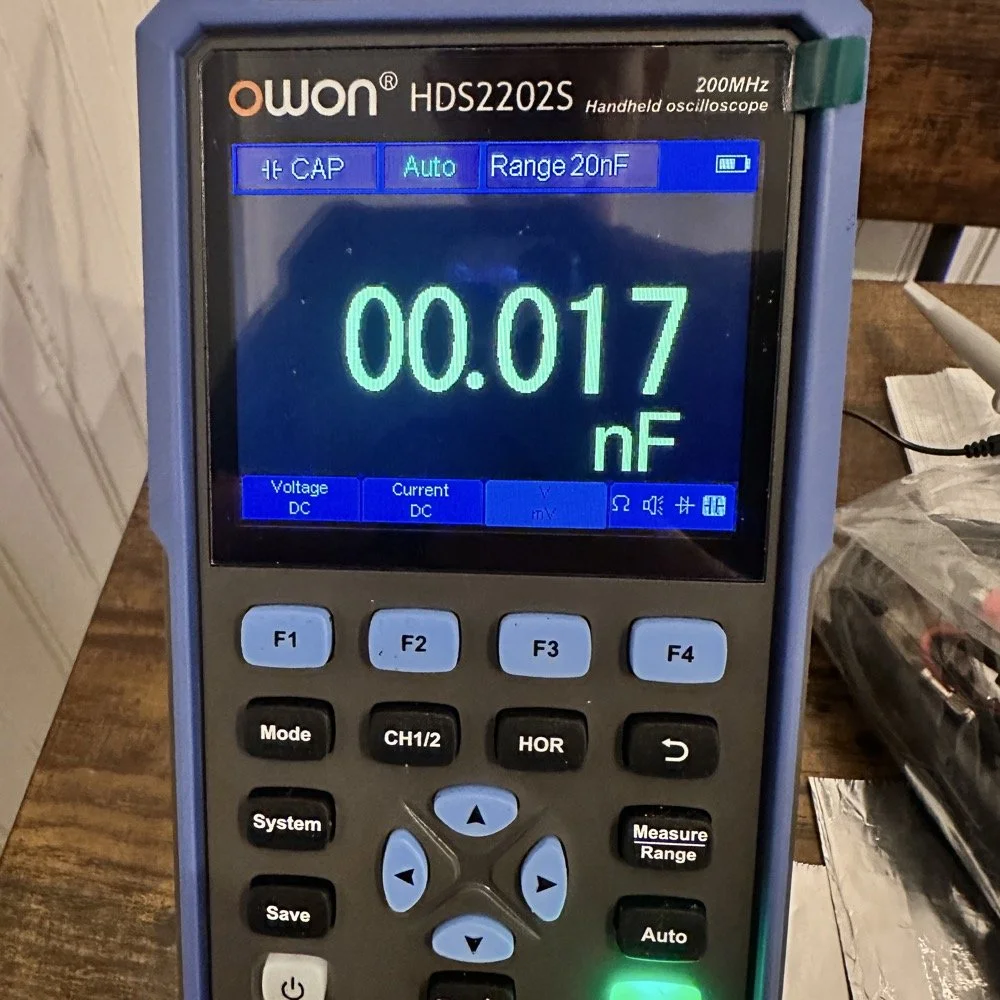 OWON® HDS2202S
200MHz
Handheld oscilloscope
CAP Auto Range 20nF
00.017
nF
Voltage
DC
Current
DC
V
mV
Ω
F1 F2 F3 F4
Mode CH1/2 HOR
System
Measure
Range
Save
Auto